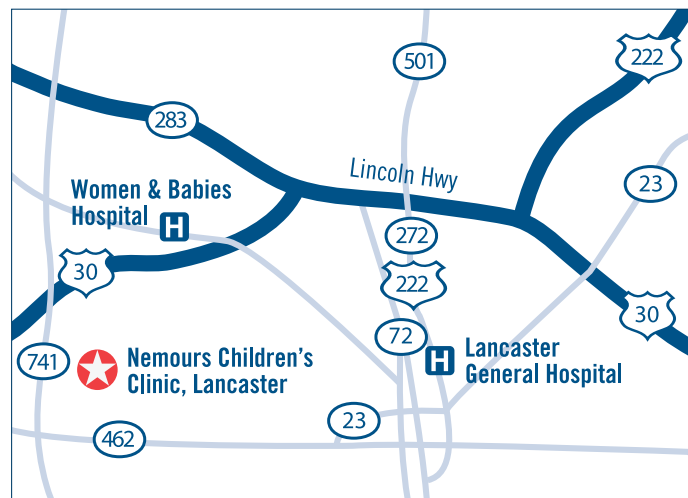 501
222
283
Lincoln Hwy
23
Women & Babies
Hospital
H
272
30
222
30
72
741
Nemours Children's
Clinic, Lancaster
H
Lancaster
General Hospital
23
462